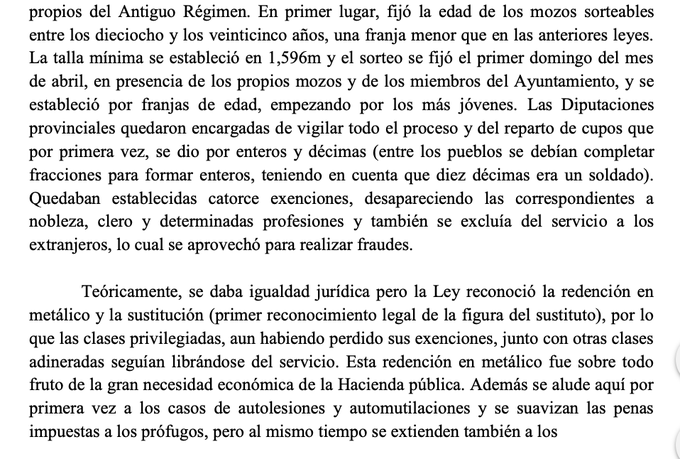 propios del Antiguo Régimen. En primer lugar, fijó la edad de los mozos sorteables
entre los dieciocho y los veinticinco años, una franja menor que en las anteriores leyes.
La talla mínima se estableció en 1,596m y el sorteo se fijó el primer domingo del mes
de abril, en presencia de los propios mozos y de los miembros del Ayuntamiento, y se
estableció por franjas de edad, empezando por los más jóvenes. Las Diputaciones
provinciales quedaron encargadas de vigilar todo el proceso y del reparto de cupos que
por primera vez, se dio por enteros y décimas (entre los pueblos se debían completar
fracciones para formar enteros, teniendo en cuenta que diez décimas era un soldado).
Quedaban establecidas catorce exenciones, desapareciendo las correspondientes a
nobleza, clero y determinadas profesiones y también se excluía del servicio a los
extranjeros, lo cual se aprovechó para realizar fraudes.
Teóricamente, se daba igualdad jurídica pero la Ley reconoció la redención en
metálico y la sustitución (primer reconocimiento legal de la figura del sustituto), por lo
que las clases privilegiadas, aun habiendo perdido sus exenciones, junto con otras clases
adineradas seguían librándose del servicio. Esta redención en metálico fue sobre todo
fruto de la gran necesidad económica de la Hacienda pública. Además se alude aquí por
primera vez a los casos de autolesiones y automutilaciones y se suavizan las penas
impuestas a los prófugos, pero al mismo tiempo se extienden también a los